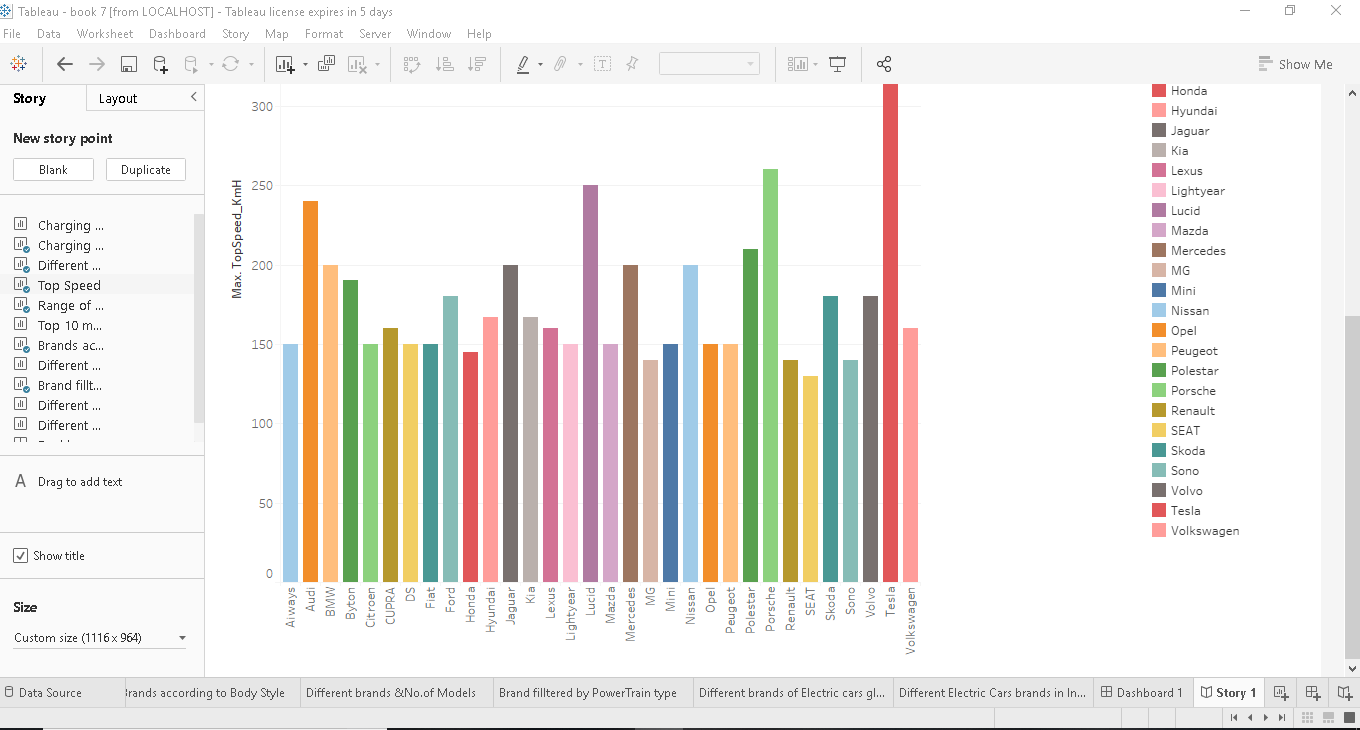 Tableau - book 7 [from LOCALHOST] - Tableau license expires in 5 days
File Data Worksheet Dashboard Story Map Format Server Window Help
Show Me
Story
Layout
New story point
Blank
Duplicate
Charging ...
Charging ...
Different ...
Top Speed
Range of ...
Top 10 m...
Brands ac...
Different ...
Brand fillt...
Different ...
Different ...
A Drag to add text
Show title
Size
Custom size (1116 x 964)
Max. TopSpeed_KmH
300
250
200
150
100
50
0
Aiways
Audi
BMW
Byton
Citroen
CUPRA
DS
Fiat
Ford
Honda
Hyundai
Jaguar
Kia
Lexus
Lightyear
Lucid
Mazda
Mercedes
MG
Mini
Nissan
Opel
Peugeot
Polestar
Porsche
Renault
SEAT
Skoda
Sono
Volvo
Tesla
Volkswagen
Honda
Hyundai
Jaguar
Kia
Lexus
Lightyear
Lucid
Mazda
Mercedes
MG
Mini
Nissan
Opel
Peugeot
Polestar
Porsche
Renault
SEAT
Skoda
Sono
Volvo
Tesla
Volkswagen
Data Source
Brands according to Body Style
Different brands &No.of Models
Brand filltered by PowerTrain type
Different brands of Electric cars gl...
Different Electric Cars brands in In...
Dashboard 1
Story 1